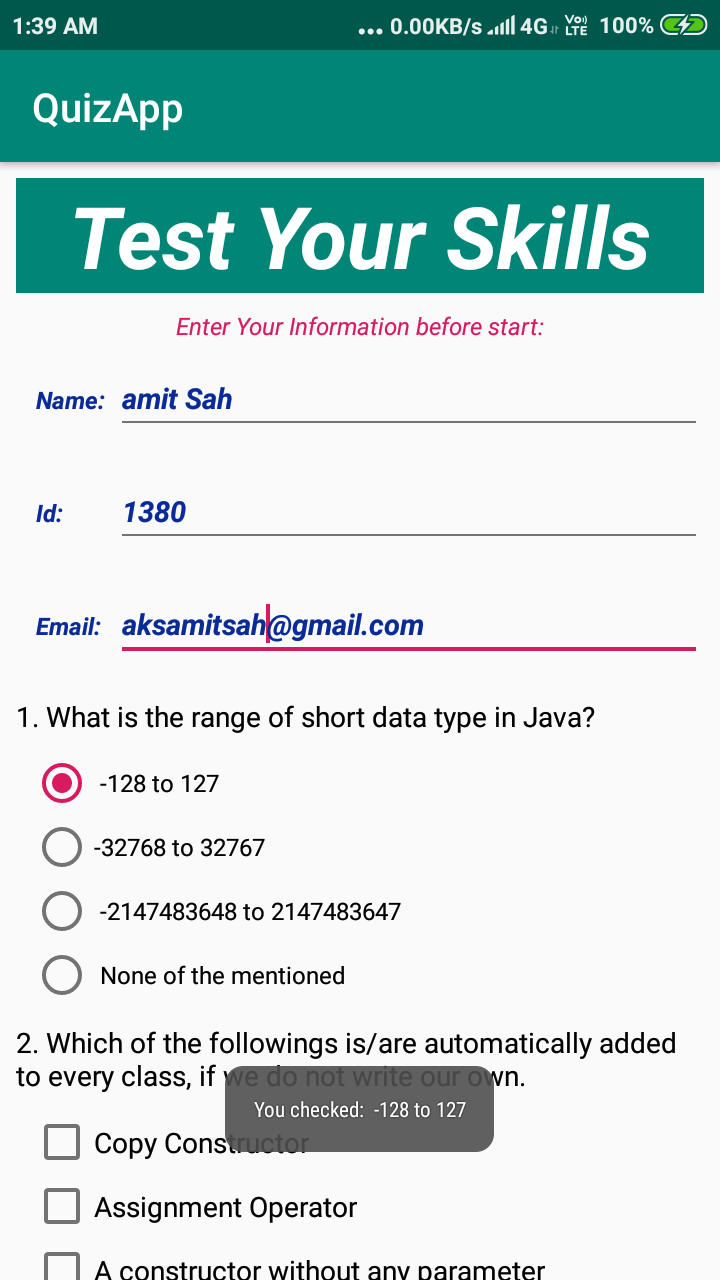 1:39 AM ... 0.00KB/s 4G Vo) LTE 100%
QuizApp
Test Your Skills
Enter Your Information before start:
Name: amit Sah
Id: 1380
Email: aksamitsah@gmail.com
1. What is the range of short data type in Java?
-128 to 127
-32768 to 32767
-2147483648 to 2147483647
None of the mentioned
2. Which of the followings is/are automatically added
to every class, if we do not write our own.
You checked: -128 to 127
Copy Constructor
Assignment Operator
A constructor without any parameter